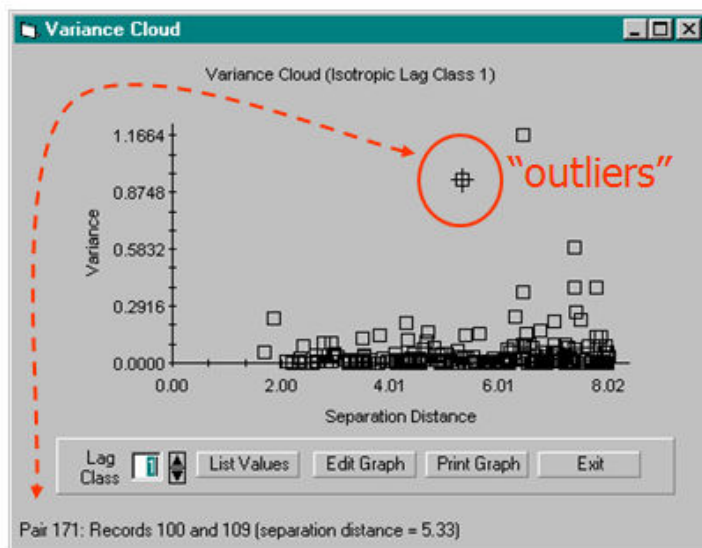 Variance Cloud
Variance Cloud (Isotropic Lag Class 1)
1.1664
0.8748
0.5832
0.2916
0.0000
Variance
"outliers"
0.00 2.00 4.01 6.01 8.02
Separation Distance
Lag Class 1 List Values Edit Graph Print Graph Exit
Pair 171: Records 100 and 109 (separation distance = 5.33)